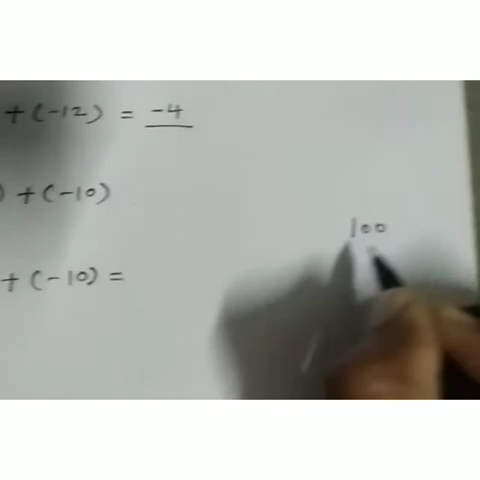 + (-12) = -4
) + (-10)
100
+ (-10) =